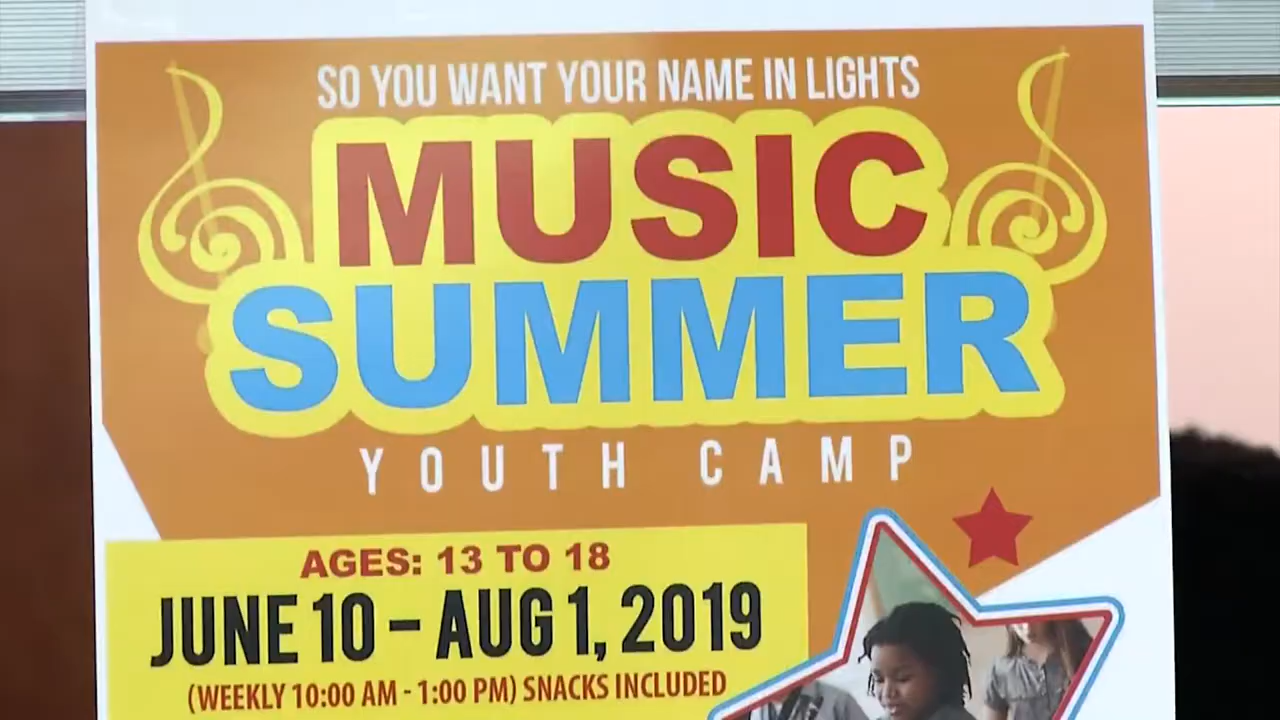 SO YOU WANT YOUR NAME IN LIGHTS
MUSIC
SUMMER
YOUTH CAMP
AGES: 13 TO 18
JUNE 10 – AUG 1, 2019
(WEEKLY 10:00 AM - 1:00 PM) SNACKS INCLUDED